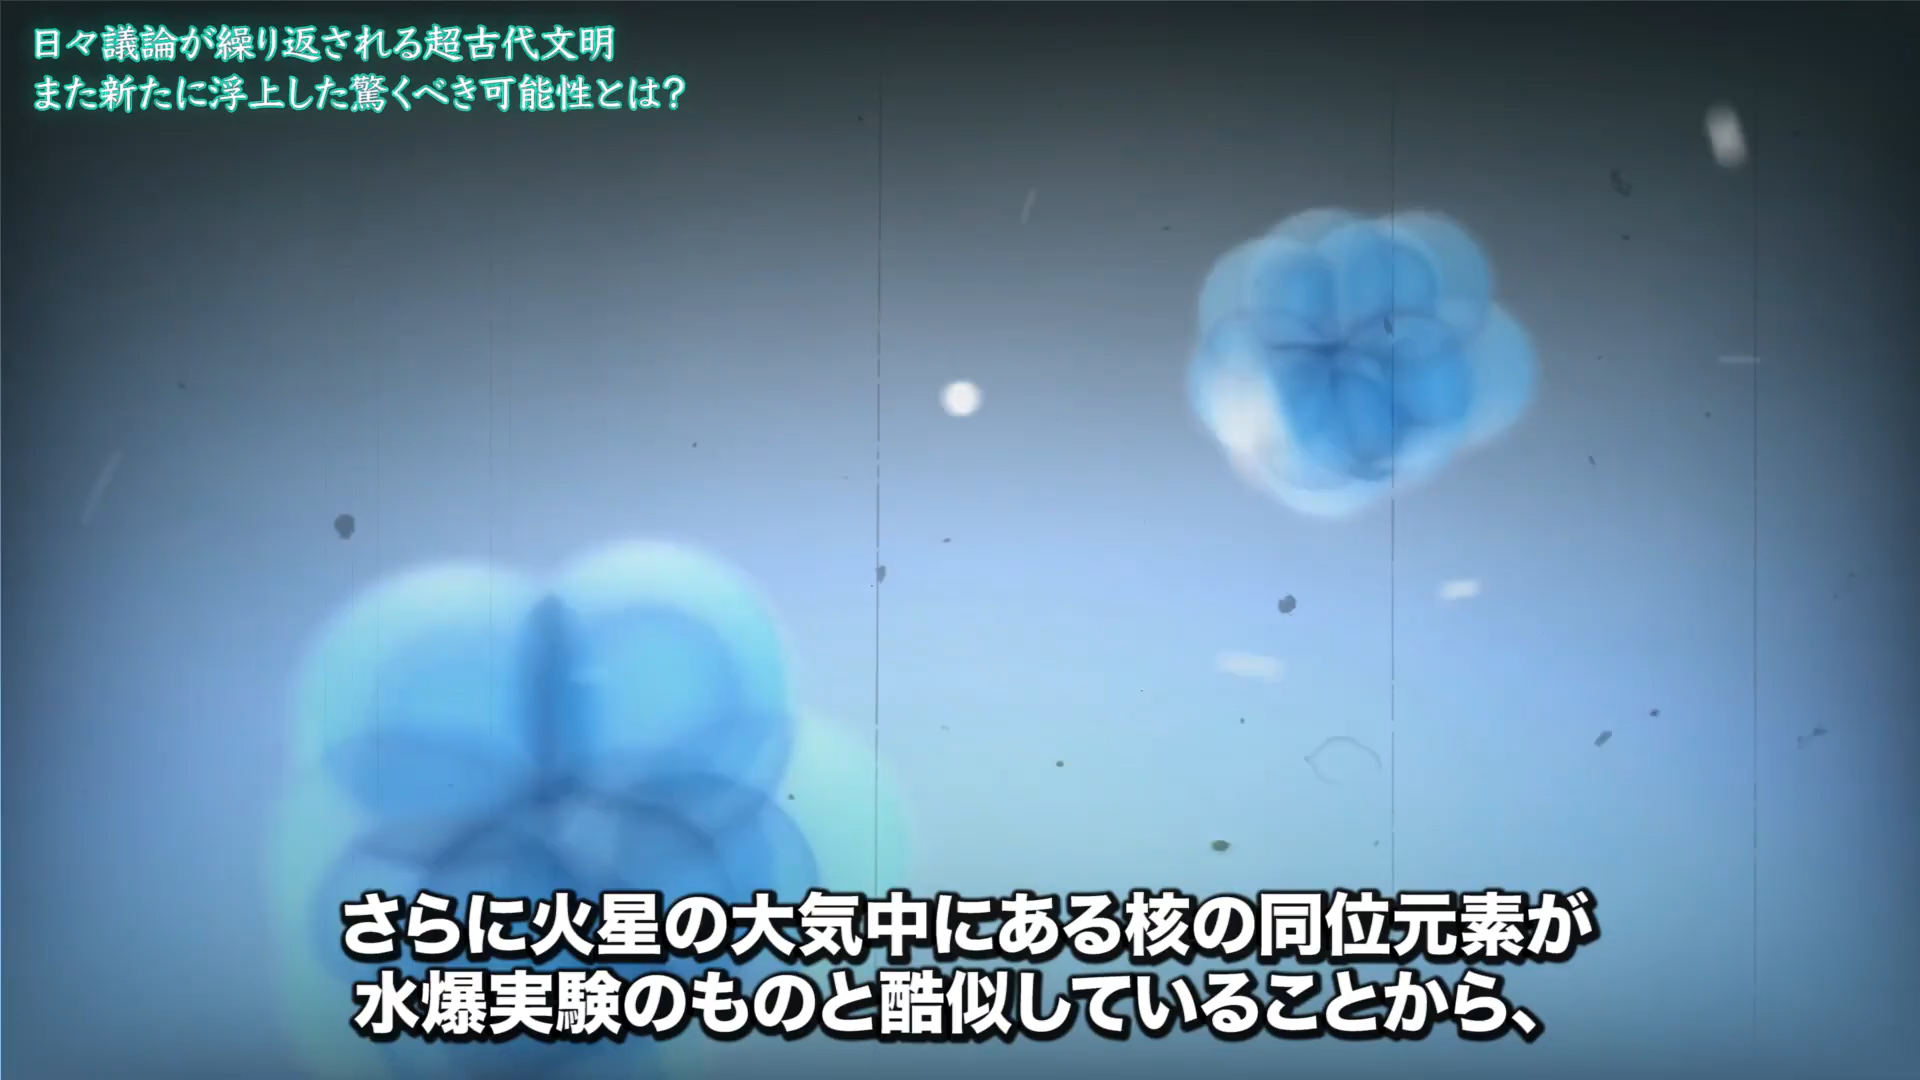 日々議論が繰り返される超古代文明
また新たに浮上した驚くべき可能性とは？
さらに火星の大気中にある核の同位元素が
水爆実験のものと酷似していることから、